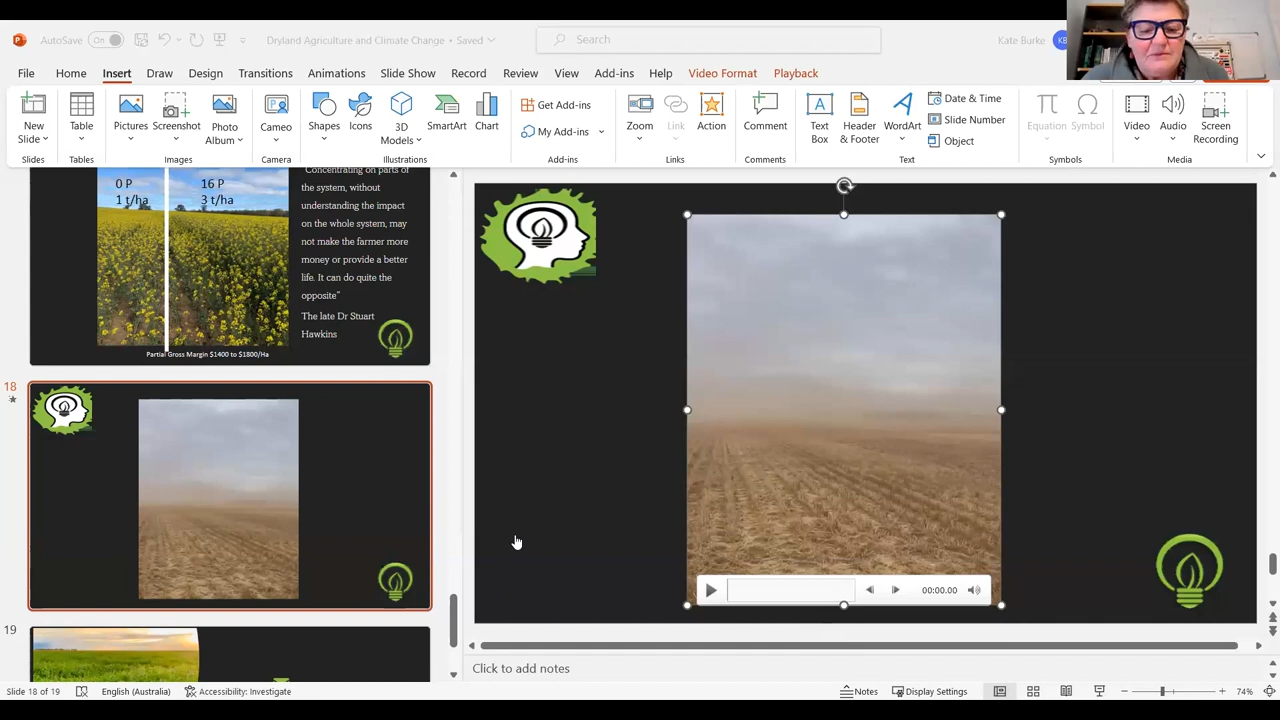 AutoSave On
Dryland Agriculture and Climate Change • Saved
Search
Kate Burke KB
File Home Insert Draw Design Transitions Animations Slide Show Record Review View Add-ins Help Video Format Playback
New Slide
Table
Pictures
Screenshot
Photo Album
Cameo
Shapes
Icons
3D Models
SmartArt
Chart
Get Add-ins
My Add-ins
Zoom
Link
Action
Comment
Text Box
Header & Footer
WordArt
Date & Time
Slide Number
Object
Equation
Symbol
Video
Audio
Screen Recording
Slides Tables Images Camera Illustrations Add-ins Links Comments Text Symbols Media
0 P
1 t/ha
16 P
3 t/ha
"Concentrating on parts of
the system, without
understanding the impact
on the whole system, may
not make the farmer more
money or provide a better
life. It can do quite the
opposite"
The late Dr Stuart
Hawkins
Partial Gross Margin $1400 to $1800/Ha
18
19
00:00.00
Click to add notes
Slide 18 of 19 English (Australia) Accessibility: Investigate Notes Display Settings 74%